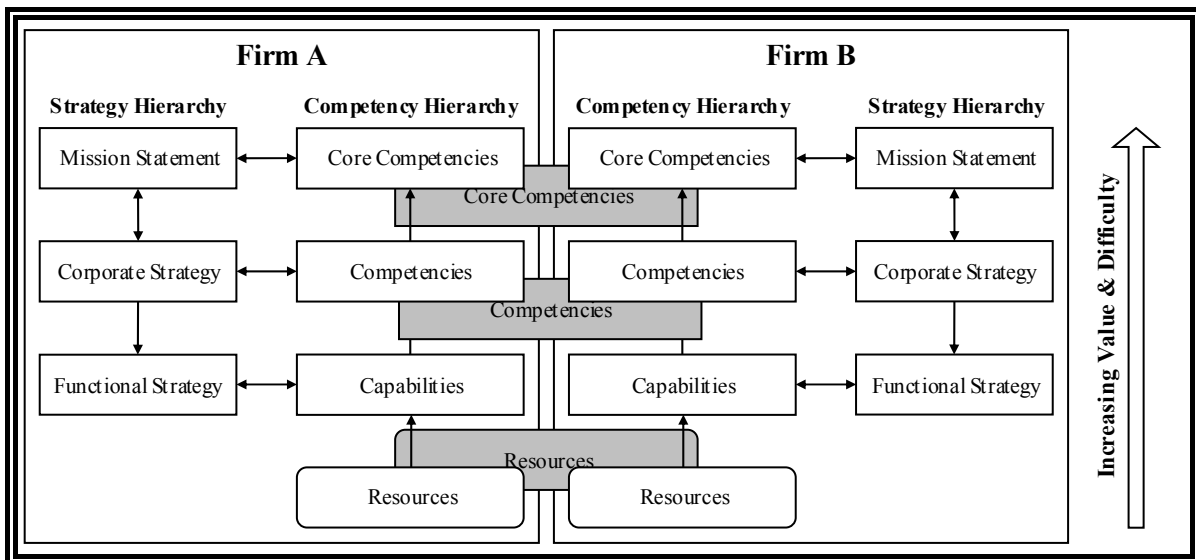 Firm A
Firm B
Strategy Hierarchy
Competency Hierarchy
Competency Hierarchy
Strategy Hierarchy
Mission Statement
Core Competencies
Core Competencies
Mission Statement
Core Competencies
Corporate Strategy
Competencies
Competencies
Corporate Strategy
Competencies
Functional Strategy
Capabilities
Capabilities
Functional Strategy
Resources
Resources
Resources
Increasing Value & Difficulty